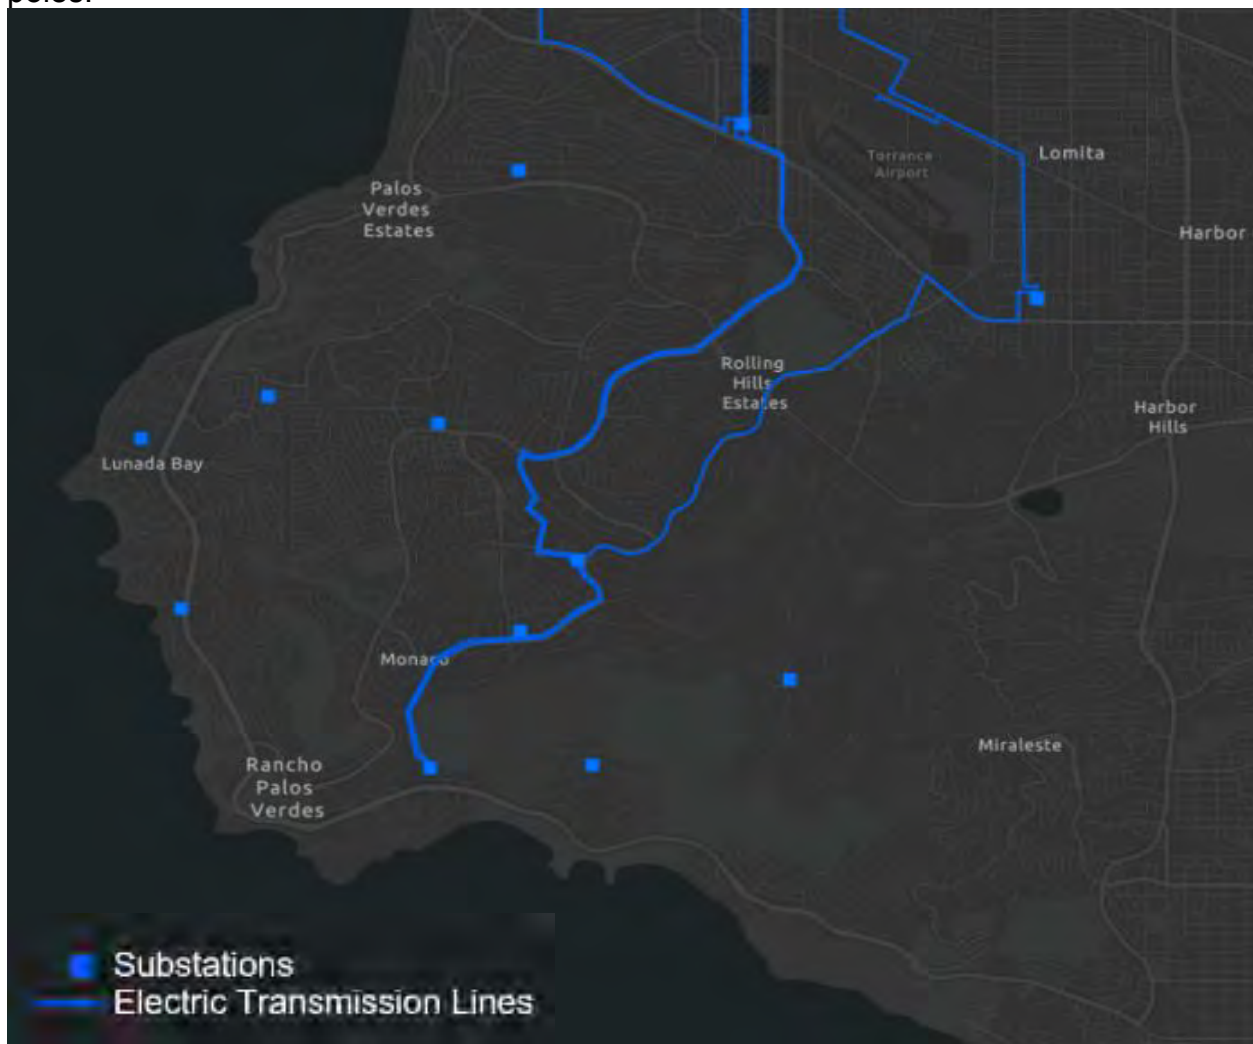 poles.
Palos
Verdes
Estates
Torrance
Airport
Lomita
Harbor
Rolling
Hills
Estates
Harbor
Hills
Lunada Bay
Monaco
Miraleste
Rancho
Palos
Verdes
Substations
Electric Transmission Lines